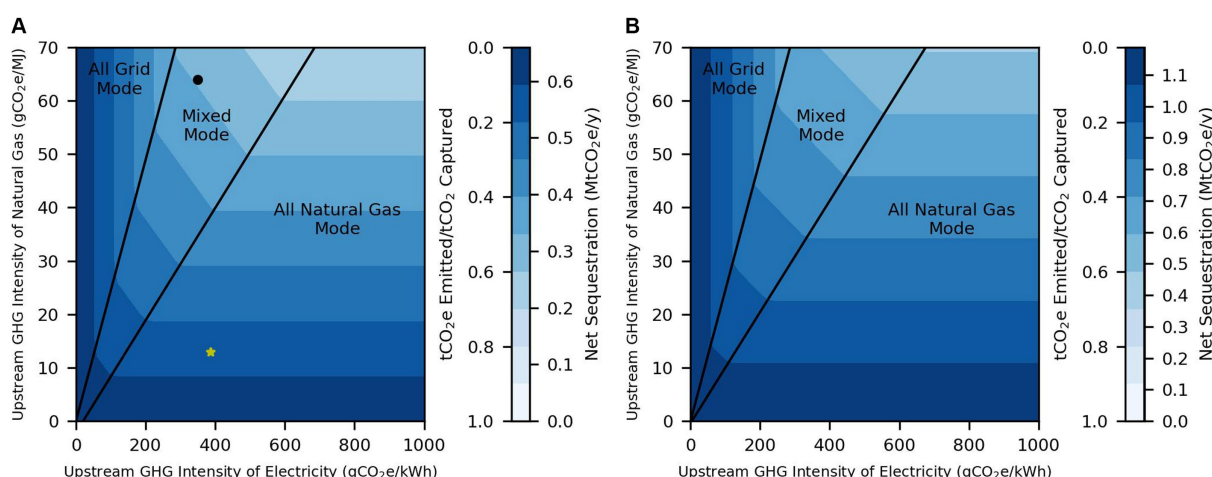 A
Upstream GHG Intensity of Natural Gas (gCO₂e/MJ)
70
60
50
40
30
20
10
0
All Grid
Mode
Mixed
Mode
All Natural Gas
Mode
0 200 400 600 800 1000
Upstream GHG Intensity of Electricity (gCO₂e/kWh)
tCO₂e Emitted/tCO₂ Captured
0.0
0.2
0.4
0.6
0.8
1.0
0.6
0.5
0.4
0.3
0.2
0.1
0.0
Net Sequestration (MtCO₂e/y)
B
Upstream GHG Intensity of Natural Gas (gCO₂e/MJ)
70
60
50
40
30
20
10
0
All Grid
Mode
Mixed
Mode
All Natural Gas
Mode
0 200 400 600 800 1000
Upstream GHG Intensity of Electricity (gCO₂e/kWh)
tCO₂e Emitted/tCO₂ Captured
0.0
0.2
0.4
0.6
0.8
1.0
1.1
1.0
0.9
0.8
0.7
0.6
0.5
0.4
0.3
0.2
0.1
0.0
Net Sequestration (MtCO₂e/y)